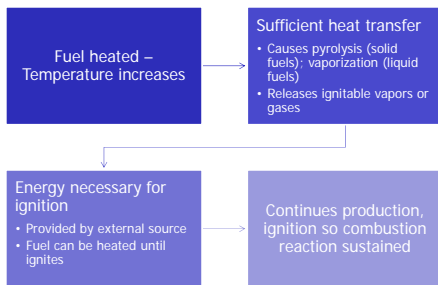 Fuel heated –
Temperature increases
Sufficient heat transfer
• Causes pyrolysis (solid
fuels); vaporization (liquid
fuels)
• Releases ignitable vapors or
gases
Energy necessary for
ignition
• Provided by external source
• Fuel can be heated until
ignites
Continues production,
ignition so combustion
reaction sustained